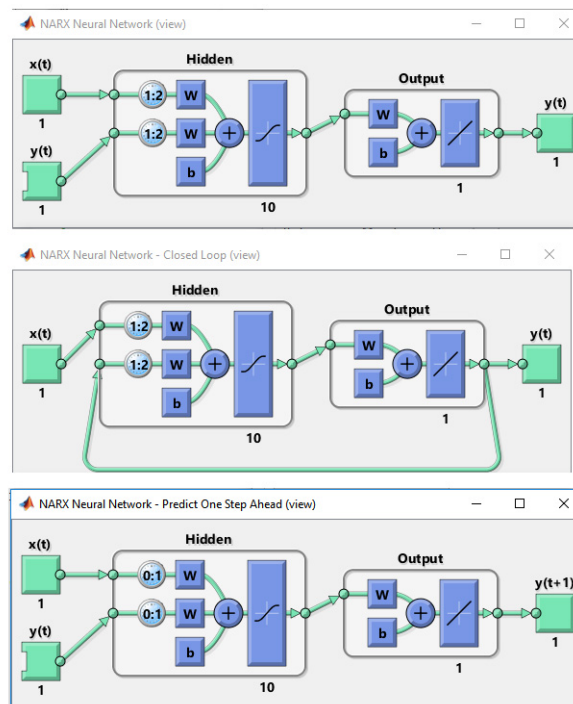 NARX Neural Network (view)
Hidden
x(t)
1:2
W
Output
1
W
y(t)
y(t)
1:2
W
b
1
1
b
10
1
NARX Neural Network - Closed Loop (view)
Hidden
x(t)
1:2
W
Output
1
W
y(t)
1:2
W
b
1
b
10
1
NARX Neural Network - Predict One Step Ahead (view)
Hidden
x(t)
0:1
W
Output
1
W
y(t+1)
y(t)
0:1
W
b
1
1
b
10
1